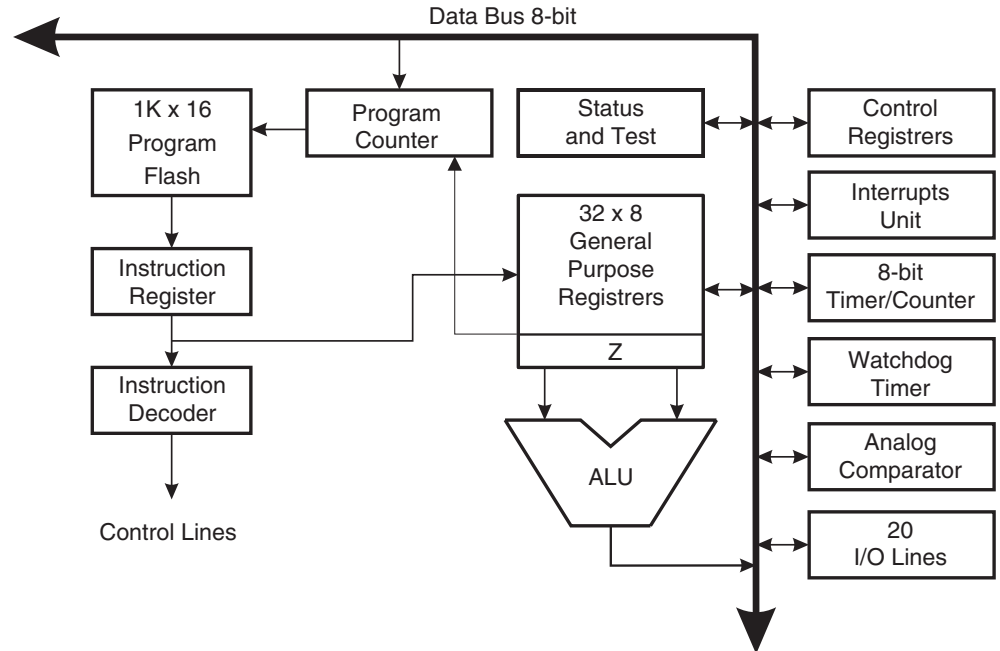 Data Bus 8-bit
1K x 16
Program
Flash
Program
Counter
Status
and Test
Control
Registrers
Interrupts
Unit
32 x 8
General
Purpose
Registrers
Instruction
Register
8-bit
Timer/Counter
Z
Instruction
Decoder
Watchdog
Timer
ALU
Analog
Comparator
Control Lines
20
I/O Lines